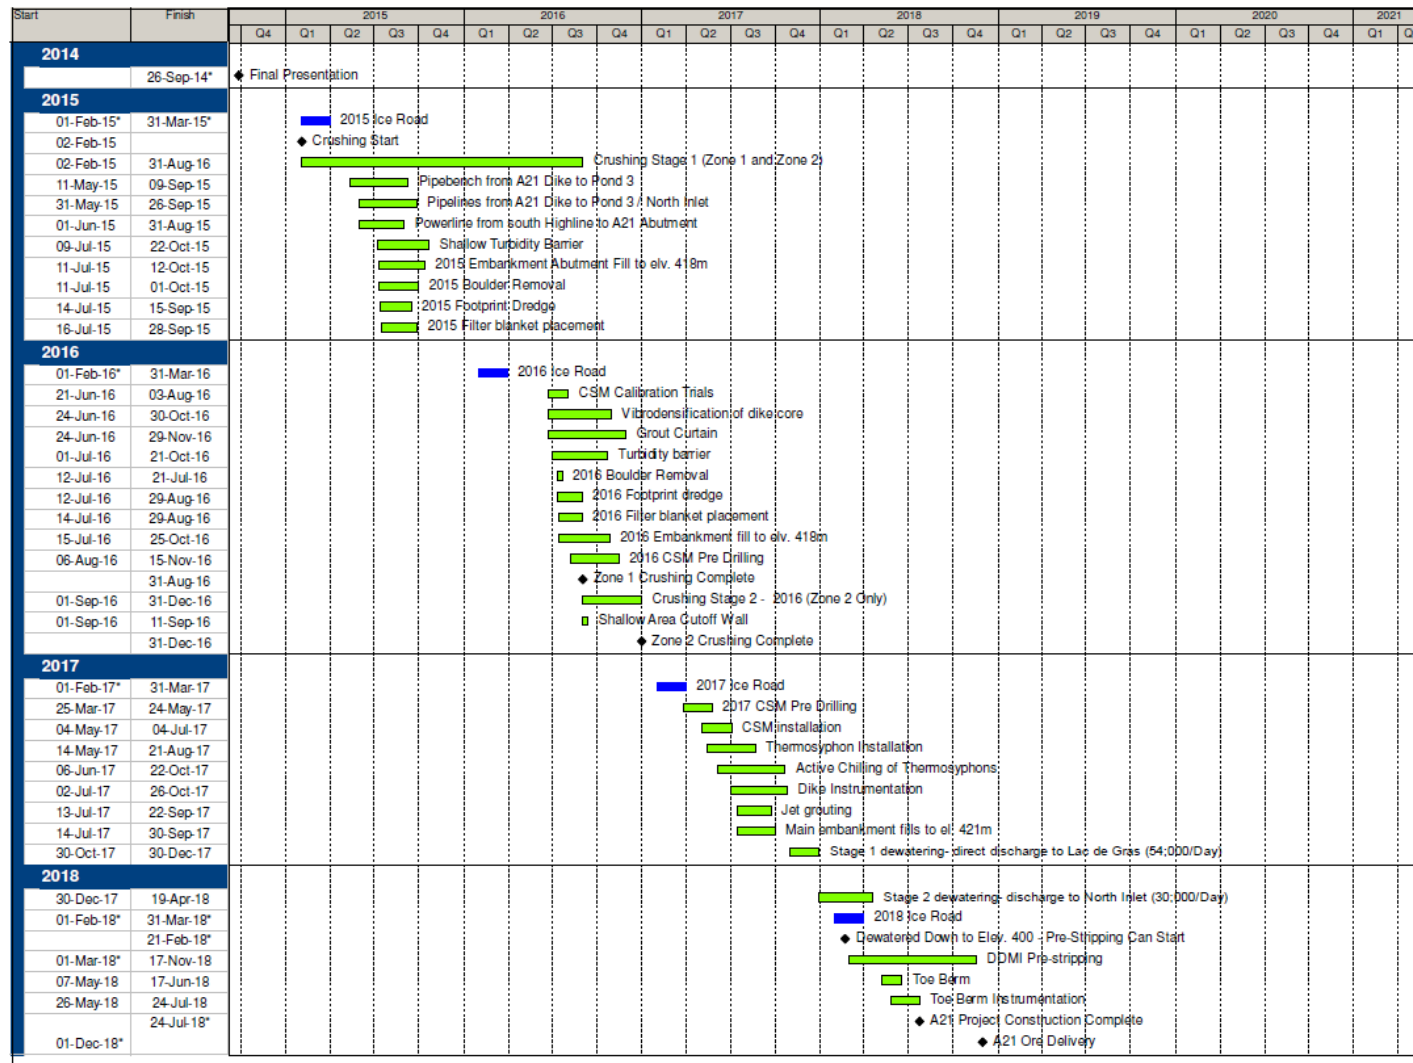 Start Finish 2015 2016 2017 2018 2019 2020 2021
Q4 Q1 Q2 Q3 Q4 Q1 Q2 Q3 Q4 Q1 Q2 Q3 Q4 Q1 Q2 Q3 Q4 Q1 Q2 Q3 Q4 Q1 Q2 Q3 Q4 Q1 Q
2014
26-Sep-14* Final Presentation
2015
01-Feb-15* 31-Mar-15* 2015 Ice Road
02-Feb-15 Crushing Start
02-Feb-15 31-Aug-16 Crushing Stage 1 (Zone 1 and Zone 2)
11-May-15 09-Sep-15 Pipebench from A21 Dike to Pond 3
31-May-15 26-Sep-15 Pipelines from A21 Dike to Pond 3 / North Inlet
01-Jun-15 31-Aug-15 Powerline from south Highline to A21 Abutment
09-Jul-15 22-Oct-15 Shallow Turbidity Barrier
11-Jul-15 12-Oct-15 2015 Embankment Abutment Fill to elv. 418m
11-Jul-15 01-Oct-15 2015 Boulder Removal
14-Jul-15 15-Sep-15 2015 Footprint Dredge
16-Jul-15 28-Sep-15 2015 Filter blanket placement
2016
01-Feb-16* 31-Mar-16 2016 Ice Road
21-Jun-16 03-Aug-16 CSM Calibration Trials
24-Jun-16 30-Oct-16 Vibrodensification of dike core
24-Jun-16 29-Nov-16 Grout Curtain
01-Jul-16 21-Oct-16 Turbidity barrier
12-Jul-16 21-Jul-16 2016 Boulder Removal
12-Jul-16 29-Aug-16 2016 Footprint dredge
14-Jul-16 29-Aug-16 2016 Filter blanket placement
15-Jul-16 25-Oct-16 2016 Embankment fill to elv. 418m
06-Aug-16 15-Nov-16 2016 CSM Pre Drilling
31-Aug-16 Zone 1 Crushing Complete
01-Sep-16 31-Dec-16 Crushing Stage 2 - 2016 (Zone 2 Only)
01-Sep-16 11-Sep-16 Shallow Area Cutoff Wall
31-Dec-16 Zone 2 Crushing Complete
2017
01-Feb-17* 31-Mar-17 2017 Ice Road
25-Mar-17 24-May-17 2017 CSM Pre Drilling
04-May-17 04-Jul-17 CSM installation
14-May-17 21-Aug-17 Thermosyphon Installation
06-Jun-17 22-Oct-17 Active Chilling of Thermosyphons
02-Jul-17 26-Oct-17 Dike Instrumentation
13-Jul-17 22-Sep-17 Jet grouting
14-Jul-17 30-Sep-17 Main embankment fills to el. 421m
30-Oct-17 30-Dec-17 Stage 1 dewatering- direct discharge to Lac de Gras (54,000/Day)
2018
30-Dec-17 19-Apr-18 Stage 2 dewatering- discharge to North Inlet (30,000/Day)
01-Feb-18* 31-Mar-18* 2018 Ice Road
21-Feb-18* Dewatered Down to Elev. 400 - Pre-Stripping Can Start
01-Mar-18* 17-Nov-18 DDMI Pre-stripping
07-May-18 17-Jun-18 Toe Berm
26-May-18 24-Jul-18 Toe Berm Instrumentation
24-Jul-18* A21 Project Construction Complete
01-Dec-18* A21 Ore Delivery